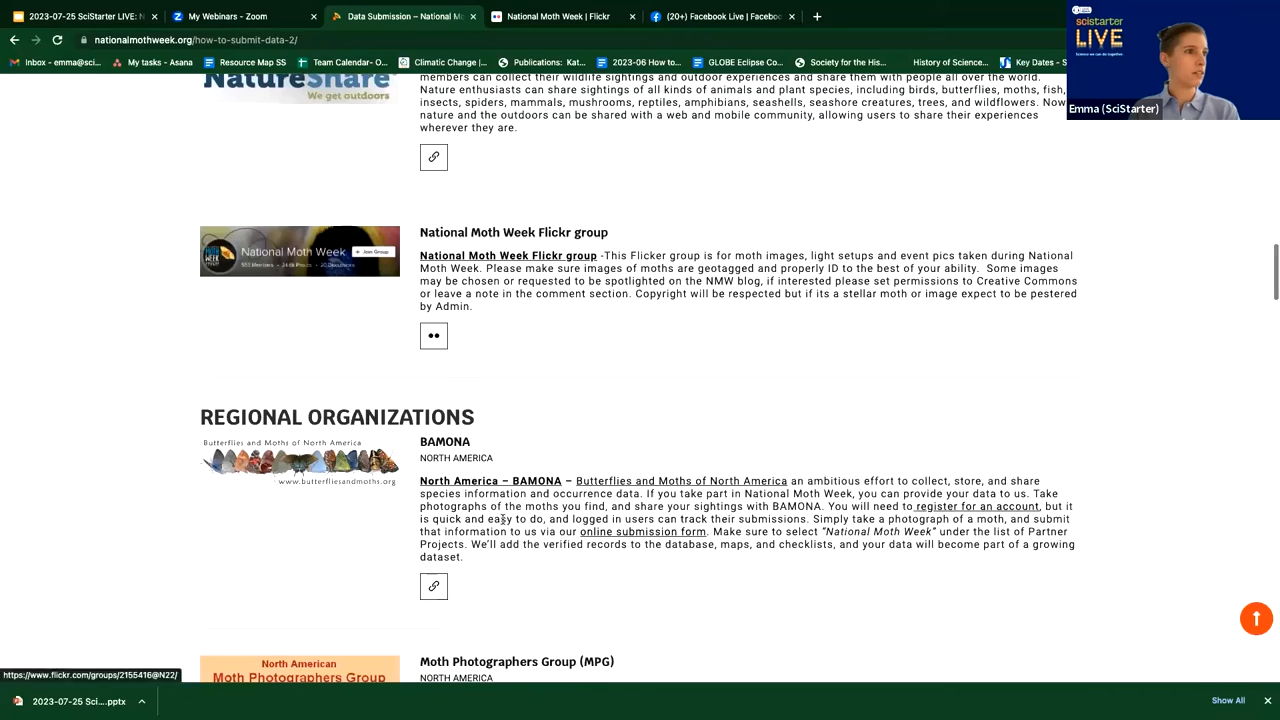 2023-07-25 SciStarter LIVE: N
My Webinars - Zoom
Data Submission – National Mo
National Moth Week | Flickr
(20+) Facebook Live | Faceboo
nationalmothweek.org/how-to-submit-data-2/
Inbox - emma@sci...
My tasks - Asana
Resource Map SS
Team Calendar- O...
Climatic Change |...
Publications: Kat...
2023-06 How to...
GLOBE Eclipse Co...
Society for the His...
History of Science...
Key Dates - S
scistarter
LIVE
Science we can do together
Emma (SciStarter)
NatureShare
We get outdoors
members can collect their wildlife sightings and outdoor experiences and share them with people all over the world.
Nature enthusiasts can share sightings of all kinds of animals and plant species, including birds, butterflies, moths, fish,
insects, spiders, mammals, mushrooms, reptiles, amphibians, seashells, seashore creatures, trees, and wildflowers. Now
nature and the outdoors can be shared with a web and mobile community, allowing users to share their experiences
wherever they are.
National Moth Week
+ Join Group
National Moth Week Flickr group
National Moth Week Flickr group -This Flicker group is for moth images, light setups and event pics taken during National
Moth Week. Please make sure images of moths are geotagged and properly ID to the best of your ability. Some images
may be chosen or requested to be spotlighted on the NMW blog, if interested please set permissions to Creative Commons
or leave a note in the comment section. Copyright will be respected but if its a stellar moth or image expect to be pestered
by Admin.
REGIONAL ORGANIZATIONS
Butterflies and Moths of North America
www.butterfliesandmoths.org
BAMONA
NORTH AMERICA
North America – BAMONA – Butterflies and Moths of North America an ambitious effort to collect, store, and share
species information and occurrence data. If you take part in National Moth Week, you can provide your data to us. Take
photographs of the moths you find, and share your sightings with BAMONA. You will need to register for an account, but it
is quick and easy to do, and logged in users can track their submissions. Simply take a photograph of a moth, and submit
that information to us via our online submission form. Make sure to select "National Moth Week" under the list of Partner
Projects. We'll add the verified records to the database, maps, and checklists, and your data will become part of a growing
dataset.
North American
Moth Photographers Group
Moth Photographers Group (MPG)
NORTH AMERICA
https://www.flickr.com/groups/2155416@N22/
2023-07-25 Sci....pptx
Show All